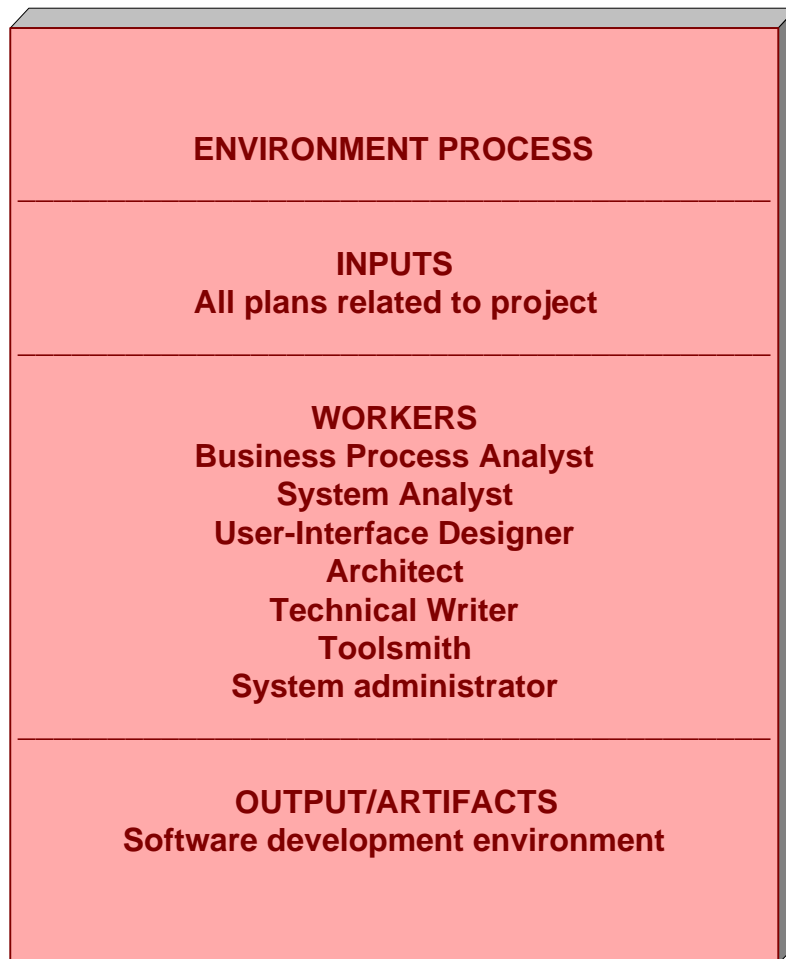 ENVIRONMENT PROCESS
INPUTS
All plans related to project
WORKERS
Business Process Analyst
System Analyst
User-Interface Designer
Architect
Technical Writer
Toolsmith
System administrator
OUTPUT/ARTIFACTS
Software development environment